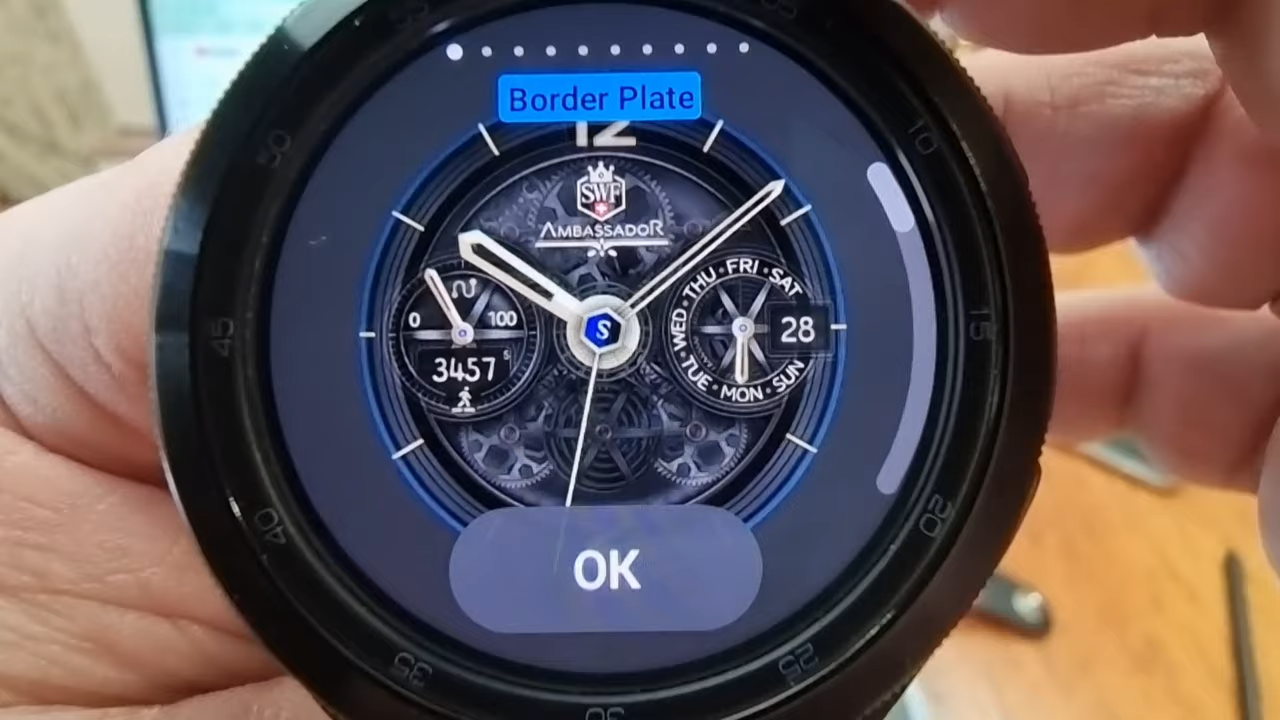 Border Plate
12
SWF
AMBASSADOR
0 100
3457
S
THU • FRI • SAT
WED
28
TUE • MON • SUN
S
OK
50
10
45
15
40
20
35
25
30